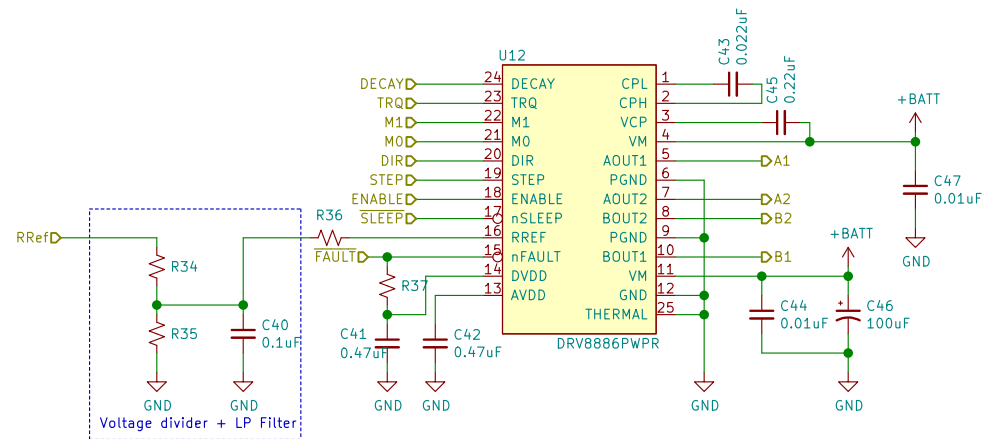 U12
C43
0.022uF
C45
0.22uF
+BATT
DECAY 24 DECAY CPL 1
TRQ 23 TRQ CPH 2
M1 22 M1 VCP 3
M0 21 M0 VM 4
DIR 20 DIR AOUT1 5 A1
STEP 19 STEP PGND 6
ENABLE 18 ENABLE AOUT2 7 A2
SLEEP 17 nSLEEP BOUT2 8 B2
RRef R36 16 RREF PGND 9
FAULT 15 nFAULT BOUT1 10 B1
14 DVDD VM 11
13 AVDD GND 12
THERMAL 25
DRV8886PWPR
C47
0.01uF
GND
+BATT
R34
R37
R35
C40
0.1uF
C41
0.47uF
C42
0.47uF
C44
0.01uF
+
C46
100uF
GND GND GND GND GND GND
Voltage divider + LP Filter